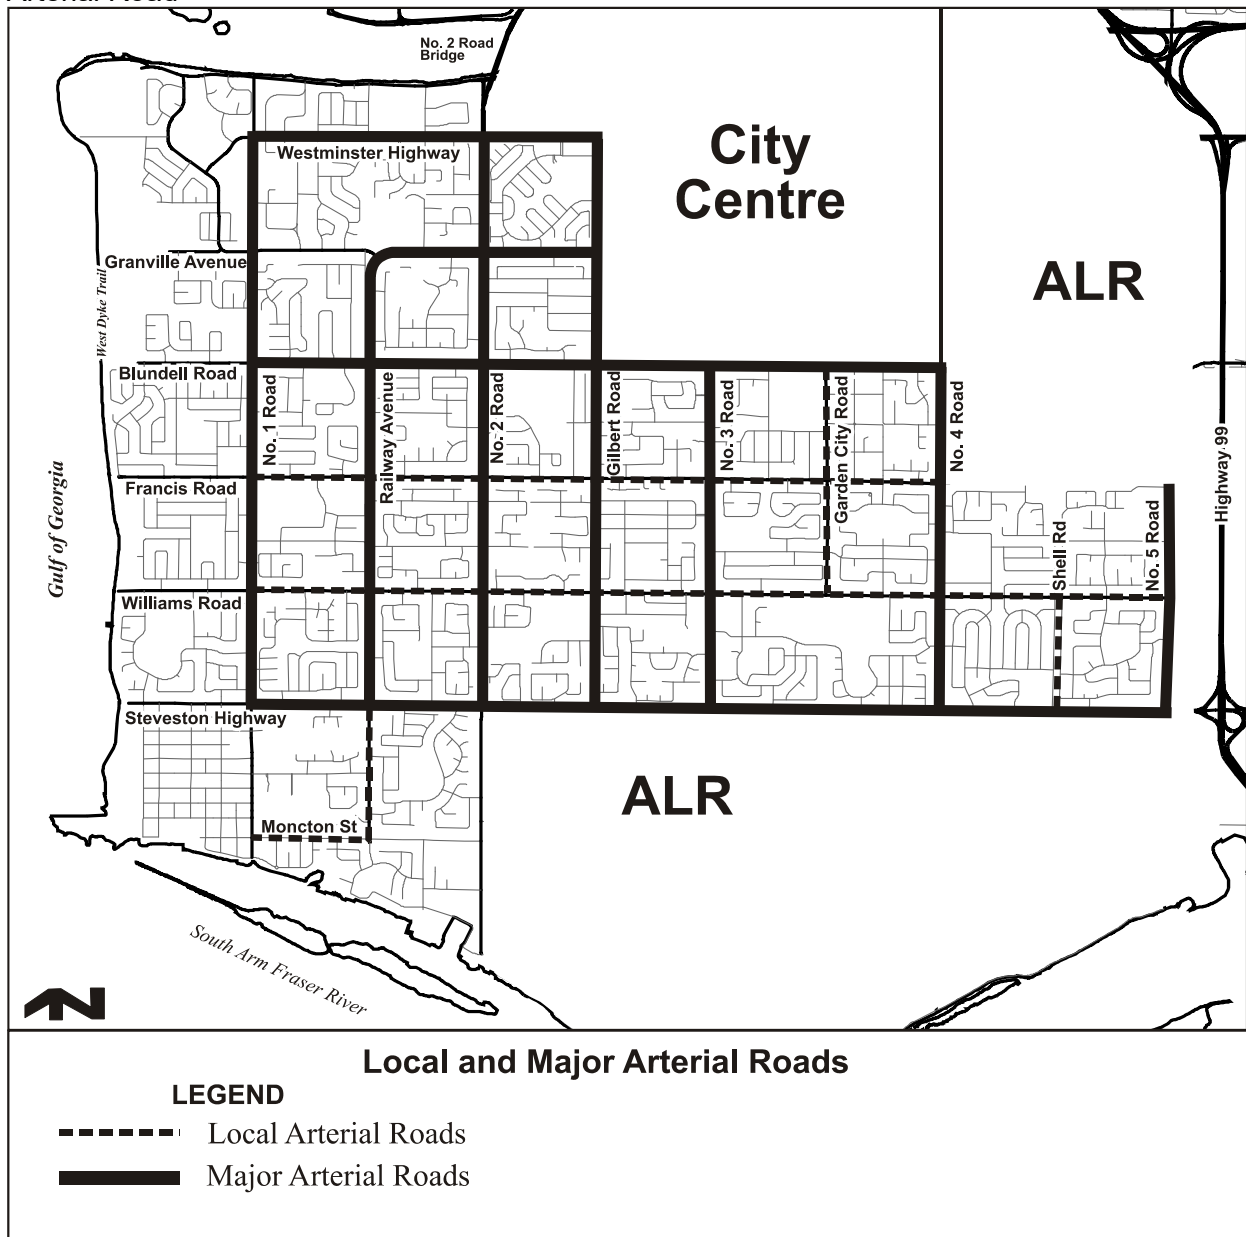 Arterial Road
No. 2 Road
Bridge
City
Centre
Westminster Highway
ALR
Granville Avenue
West Dyke Trail
Blundell Road
No. 1 Road
Railway Avenue
No. 2 Road
Gilbert Road
No. 3 Road
Garden City Road
No. 4 Road
Highway 99
Francis Road
Gulf of Georgia
Shell Rd
No. 5 Road
Williams Road
Steveston Highway
ALR
Moncton St
South Arm Fraser River
N
Local and Major Arterial Roads
LEGEND
Local Arterial Roads
Major Arterial Roads